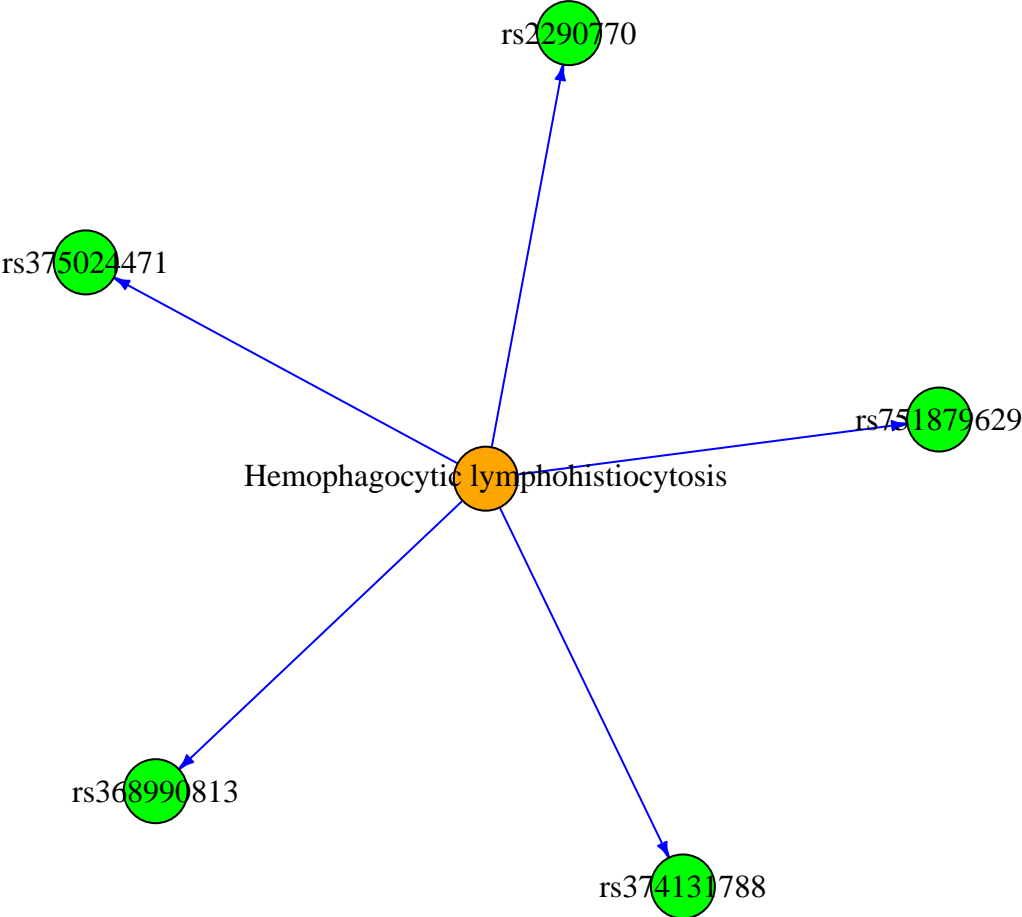 rs2290770
rs375024471
rs751879629
Hemophagocytic lymphohistiocytosis
rs368990813
rs374131788